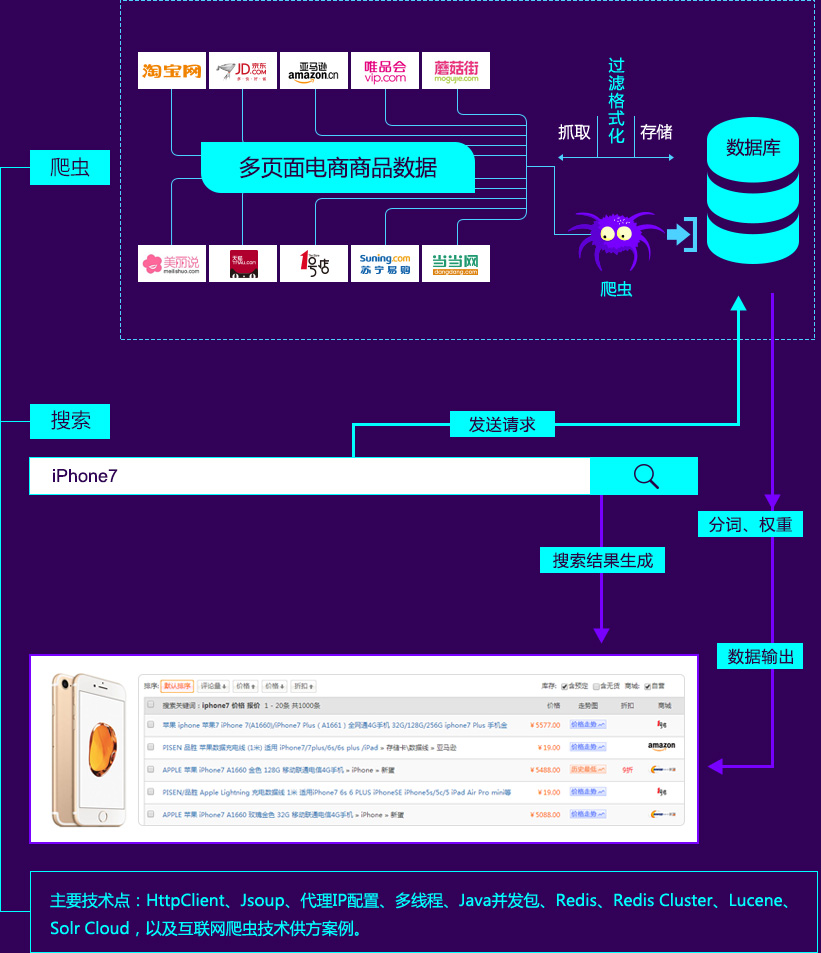 淘宝网
JD.COM 京东
多·快·好·省
亚马逊
amazon.cn
唯品会
vip.com
蘑菇街
mogujie.com
爬虫
多页面电商商品数据
抓取
过滤格式化
存储
数据库
美丽说
meilishuo.com
天猫
TMALL.COM
1号店
Suning.com
苏宁易购
当当网
dangdang.com
爬虫
搜索
发送请求
iPhone7
分词、权重
搜索结果生成
数据输出
排序: 默认排序 评论量 价格 价格 折扣 库存: 含预定 含无货 商城: 自营
搜索关键词：iphone7 价格 报价 1 - 20条 共1000条 价格 走势图 折扣 商城
苹果 iphone 苹果7 iPhone 7(A1660)/iPhone7 Plus ( A1661 ) 全网通4G手机 32G/128G/256G iphone7 Plus 手机金 ￥5577.00 价格走势
PISEN 品胜 苹果数据充电线 (1米) 适用 iPhone7/7plus/6s/6s plus /iPad » 存储卡\数据线 » 亚马逊 ￥19.00 价格走势 amazon
APPLE 苹果 iPhone7 A1660 金色 128G 移动联通电信4G手机 » iPhone » 新蛋 ￥5488.00 历史最低 9折
PISEN/品胜 Apple Lightning 充电数据线 1米 适用iPhone7 6s 6 PLUS iPhoneSE iPhone5s/5c/5 iPad Air Pro mini等 ￥19.00 价格走势
APPLE 苹果 iPhone7 A1660 玫瑰金色 32G 移动联通电信4G手机 » iPhone » 新蛋 ￥5088.00 价格走势
主要技术点：HttpClient、Jsoup、代理IP配置、多线程、Java并发包、Redis、Redis Cluster、Lucene、
Solr Cloud，以及互联网爬虫技术供方案例。